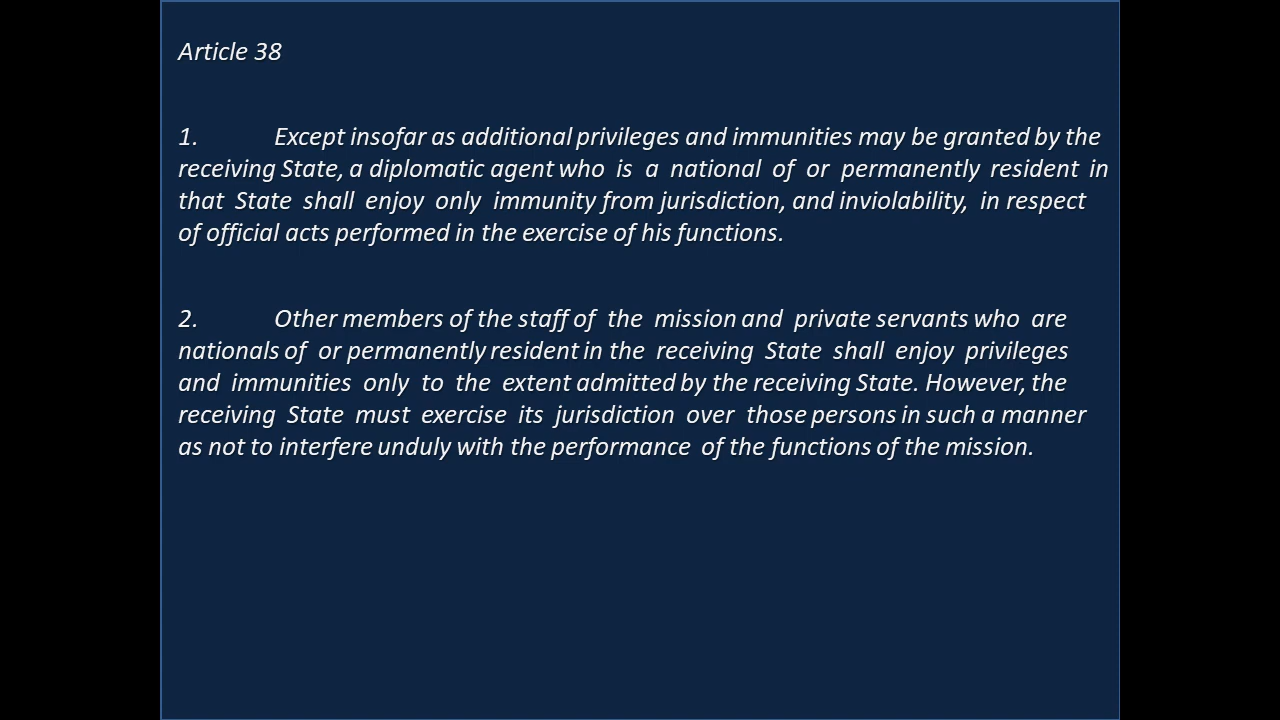 Article 38
1. Except insofar as additional privileges and immunities may be granted by the
receiving State, a diplomatic agent who is a national of or permanently resident in
that State shall enjoy only immunity from jurisdiction, and inviolability, in respect
of official acts performed in the exercise of his functions.
2. Other members of the staff of the mission and private servants who are
nationals of or permanently resident in the receiving State shall enjoy privileges
and immunities only to the extent admitted by the receiving State. However, the
receiving State must exercise its jurisdiction over those persons in such a manner
as not to interfere unduly with the performance of the functions of the mission.